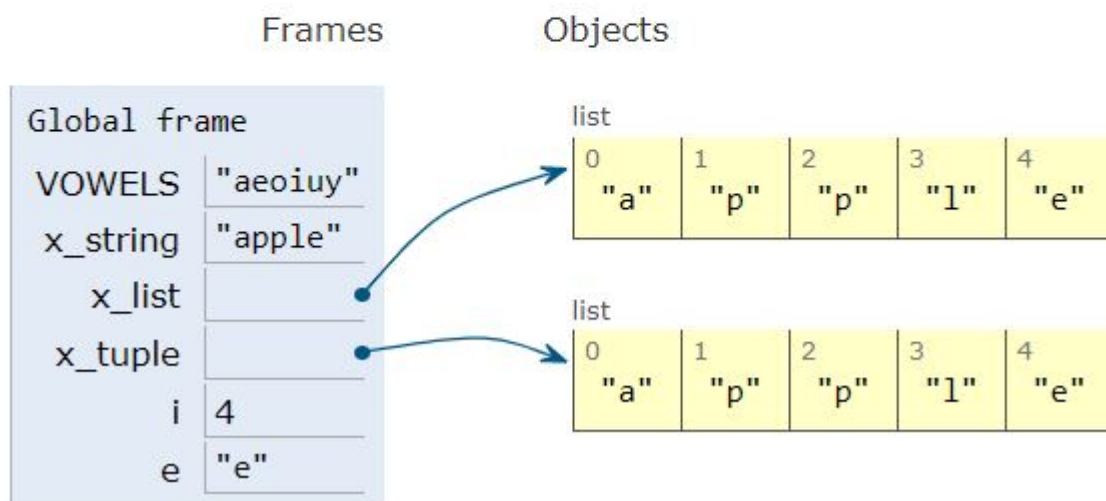 Frames Objects
Global frame
VOWELS "aeoiuy"
x_string "apple"
x_list
x_tuple
i 4
e "e"
list
0 1 2 3 4
"a" "p" "p" "l" "e"
list
0 1 2 3 4
"a" "p" "p" "l" "e"